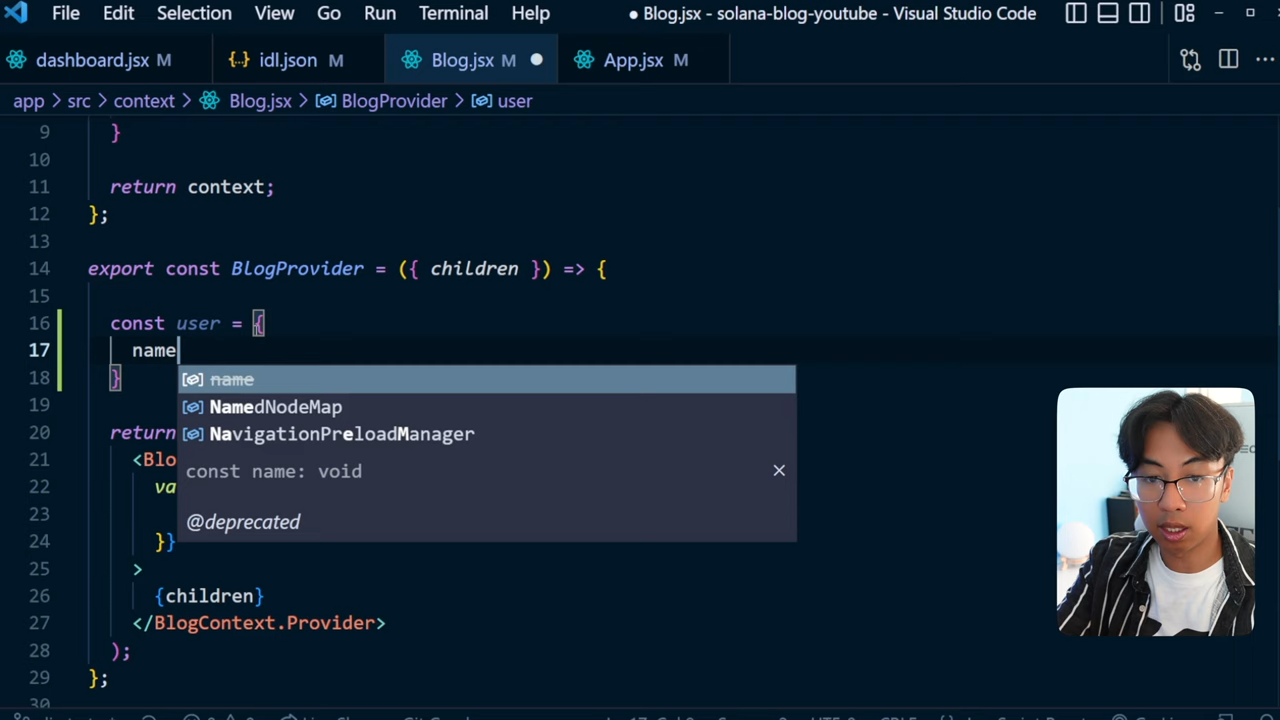 File Edit Selection View Go Run Terminal Help ● Blog.jsx - solana-blog-youtube - Visual Studio Code
dashboard.jsx M {..} idl.json M Blog.jsx M ● App.jsx M ...
app > src > context > Blog.jsx > BlogProvider > user
9 }
10
11 return context;
12 };
13
14 export const BlogProvider = ({ children }) => {
15
16 const user = {
17 name
18 }
name
19
NamedNodeMap
20 return
NavigationPreloadManager
21 <Blo
const name: void ×
22 va
23
@deprecated
24 }}
25 >
26 {children}
27 </BlogContext.Provider>
28 );
29 };
30